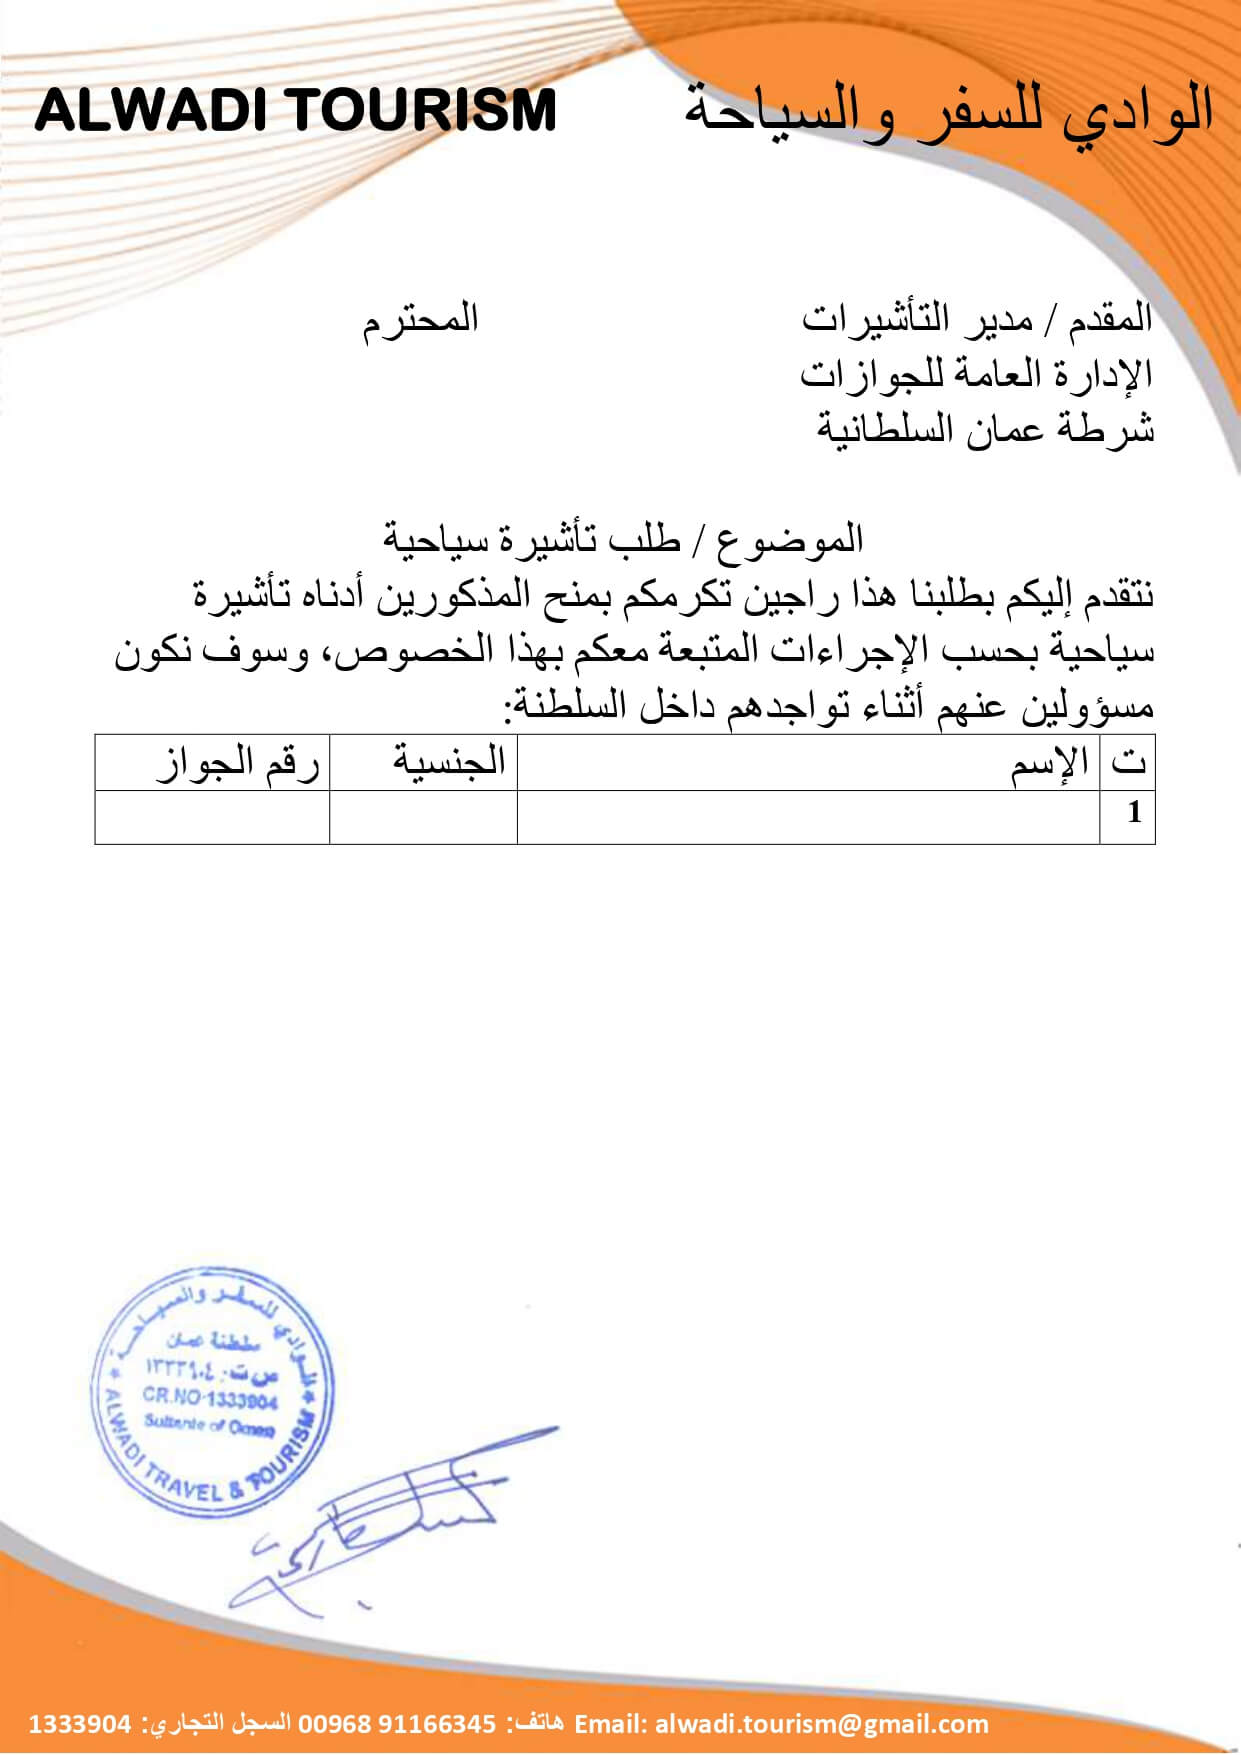 ALWADI TOURISM الوادي للسفر والسياحة
المقدم / مدير التأشيرات المحترم
الإدارة العامة للجوازات
شرطة عمان السلطانية
الموضوع / طلب تأشيرة سياحية
نتقدم إليكم بطلبنا هذا راجين تكرمكم بمنح المذكورين أدناه تأشيرة
سياحية بحسب الإجراءات المتبعة معكم بهذا الخصوص، وسوف نكون
مسؤولين عنهم أثناء تواجدهم داخل السلطنة:
ت الإسم الجنسية رقم الجواز
1
الوادي للسفر والسياحة
سلطنة عمان
س ت: ١٣٣٣٩٠٤
CR.NO:1333904
Sultanate of Oman
ALWADI TRAVEL & TOURISM
Email: alwadi.tourism@gmail.com هاتف: 00968 91166345 السجل التجاري: 1333904